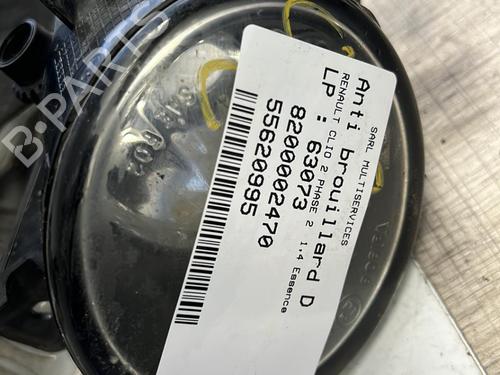 SARL MULTISERVICES
Anti brouillard D
RENAULT CLIO 2 PHASE 2 1.4 Essence
LP : 63073
8200002470
55620995
B-PARTS